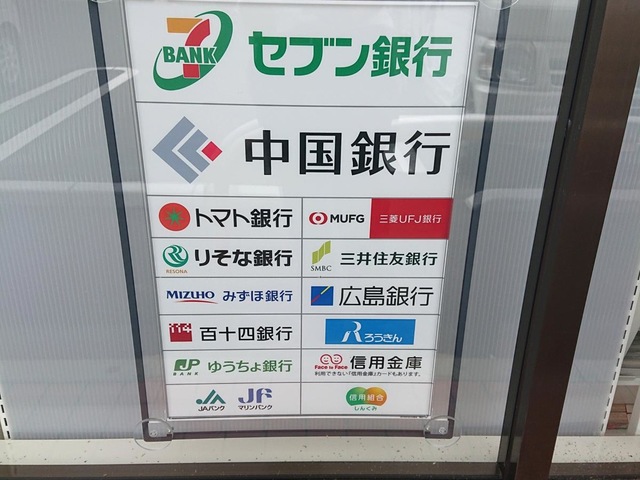 7 BANK セブン銀行
中国銀行
トマト銀行
MUFG 三菱UFJ銀行
RESONA りそな銀行
SMBC 三井住友銀行
MIZUHO みずほ銀行
広島銀行
百十四銀行
ろうきん
JP BANK ゆうちょ銀行
Face to Face 信用金庫
利用できない「信用金庫」カードもあります。
JAバンク
JF マリンバンク
信用組合
しんくみ